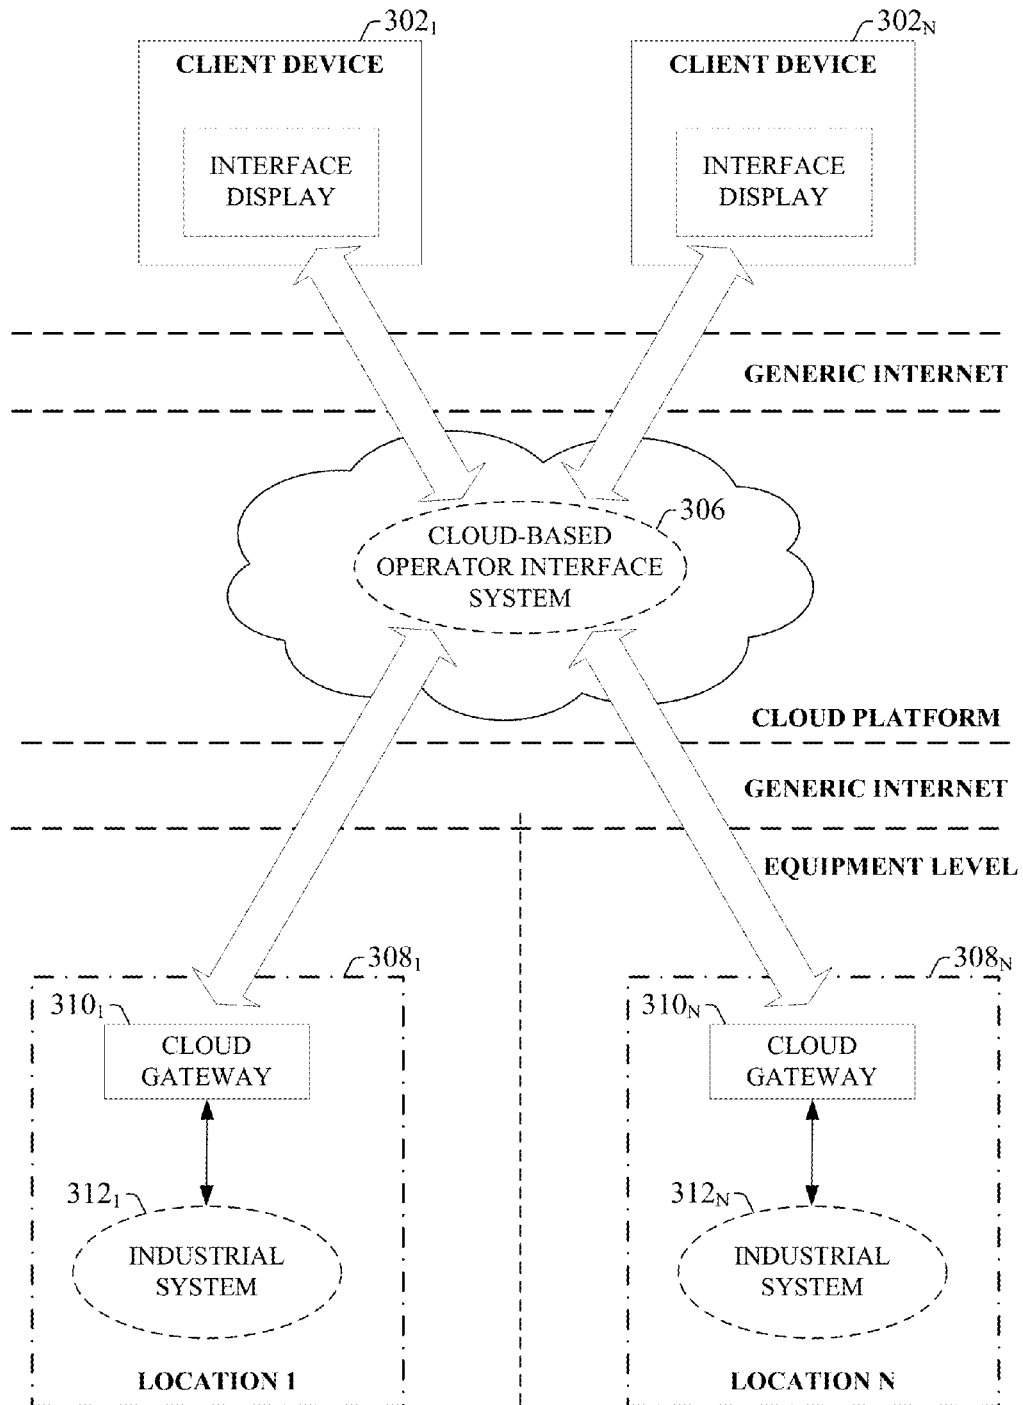 302₁
302N
CLIENT DEVICE
CLIENT DEVICE
INTERFACE
DISPLAY
INTERFACE
DISPLAY
GENERIC INTERNET
306
CLOUD-BASED
OPERATOR INTERFACE
SYSTEM
CLOUD PLATFORM
GENERIC INTERNET
EQUIPMENT LEVEL
308₁
308N
310₁
310N
CLOUD
GATEWAY
CLOUD
GATEWAY
312₁
312N
INDUSTRIAL
SYSTEM
INDUSTRIAL
SYSTEM
LOCATION 1
LOCATION N